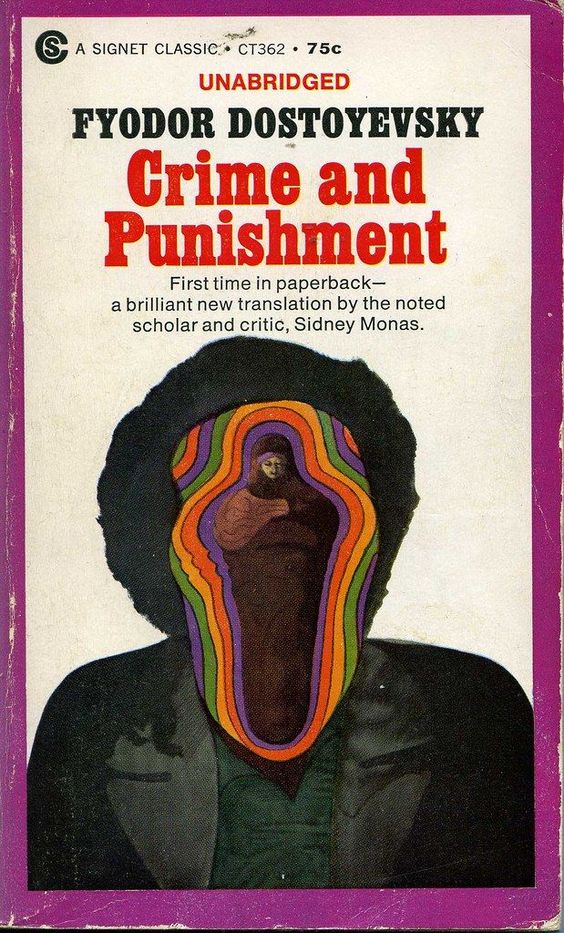 CS A SIGNET CLASSIC • CT362 • 75c
UNABRIDGED
FYODOR DOSTOYEVSKY
Crime and
Punishment
First time in paperback—
a brilliant new translation by the noted
scholar and critic, Sidney Monas.